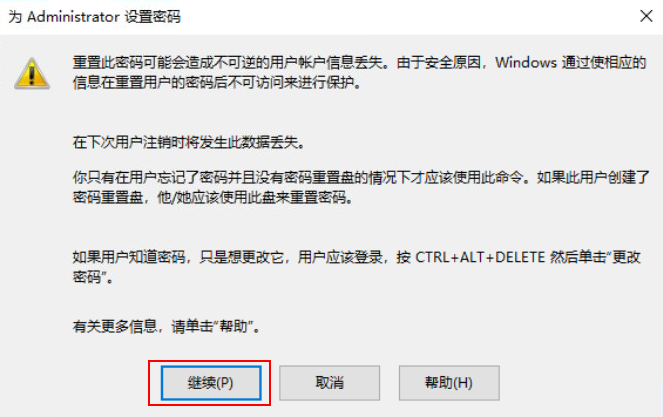 为 Administrator 设置密码
重置此密码可能会造成不可逆的用户帐户信息丢失。由于安全原因，Windows 通过使相应的
信息在重置用户的密码后不可访问来进行保护。
在下次用户注销时将发生此数据丢失。
你只有在用户忘记了密码并且没有密码重置盘的情况下才应该使用此命令。如果此用户创建了
密码重置盘，他/她应该使用此盘来重置密码。
如果用户知道密码，只是想更改它，用户应该登录，按 CTRL+ALT+DELETE 然后单击“更改
密码”。
有关更多信息，请单击“帮助”。
继续(P) 取消 帮助(H)